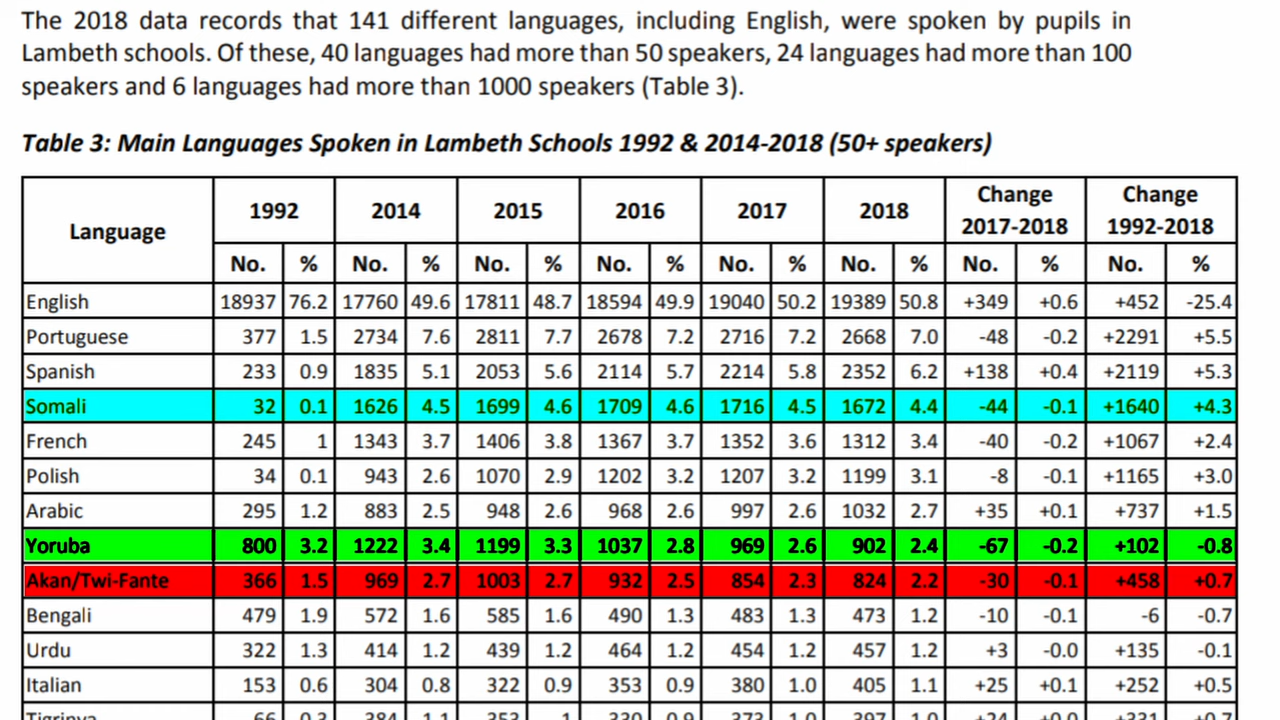 The 2018 data records that 141 different languages, including English, were spoken by pupils in
Lambeth schools. Of these, 40 languages had more than 50 speakers, 24 languages had more than 100
speakers and 6 languages had more than 1000 speakers (Table 3).
Table 3: Main Languages Spoken in Lambeth Schools 1992 & 2014-2018 (50+ speakers)
Language 1992 2014 2015 2016 2017 2018 Change 2017-2018 Change 1992-2018
No. % No. % No. % No. % No. % No. % No. % No. %
English 18937 76.2 17760 49.6 17811 48.7 18594 49.9 19040 50.2 19389 50.8 +349 +0.6 +452 -25.4
Portuguese 377 1.5 2734 7.6 2811 7.7 2678 7.2 2716 7.2 2668 7.0 -48 -0.2 +2291 +5.5
Spanish 233 0.9 1835 5.1 2053 5.6 2114 5.7 2214 5.8 2352 6.2 +138 +0.4 +2119 +5.3
Somali 32 0.1 1626 4.5 1699 4.6 1709 4.6 1716 4.5 1672 4.4 -44 -0.1 +1640 +4.3
French 245 1 1343 3.7 1406 3.8 1367 3.7 1352 3.6 1312 3.4 -40 -0.2 +1067 +2.4
Polish 34 0.1 943 2.6 1070 2.9 1202 3.2 1207 3.2 1199 3.1 -8 -0.1 +1165 +3.0
Arabic 295 1.2 883 2.5 948 2.6 968 2.6 997 2.6 1032 2.7 +35 +0.1 +737 +1.5
Yoruba 800 3.2 1222 3.4 1199 3.3 1037 2.8 969 2.6 902 2.4 -67 -0.2 +102 -0.8
Akan/Twi-Fante 366 1.5 969 2.7 1003 2.7 932 2.5 854 2.3 824 2.2 -30 -0.1 +458 +0.7
Bengali 479 1.9 572 1.6 585 1.6 490 1.3 483 1.3 473 1.2 -10 -0.1 -6 -0.7
Urdu 322 1.3 414 1.2 439 1.2 464 1.2 454 1.2 457 1.2 +3 -0.0 +135 -0.1
Italian 153 0.6 304 0.8 322 0.9 353 0.9 380 1.0 405 1.1 +25 +0.1 +252 +0.5